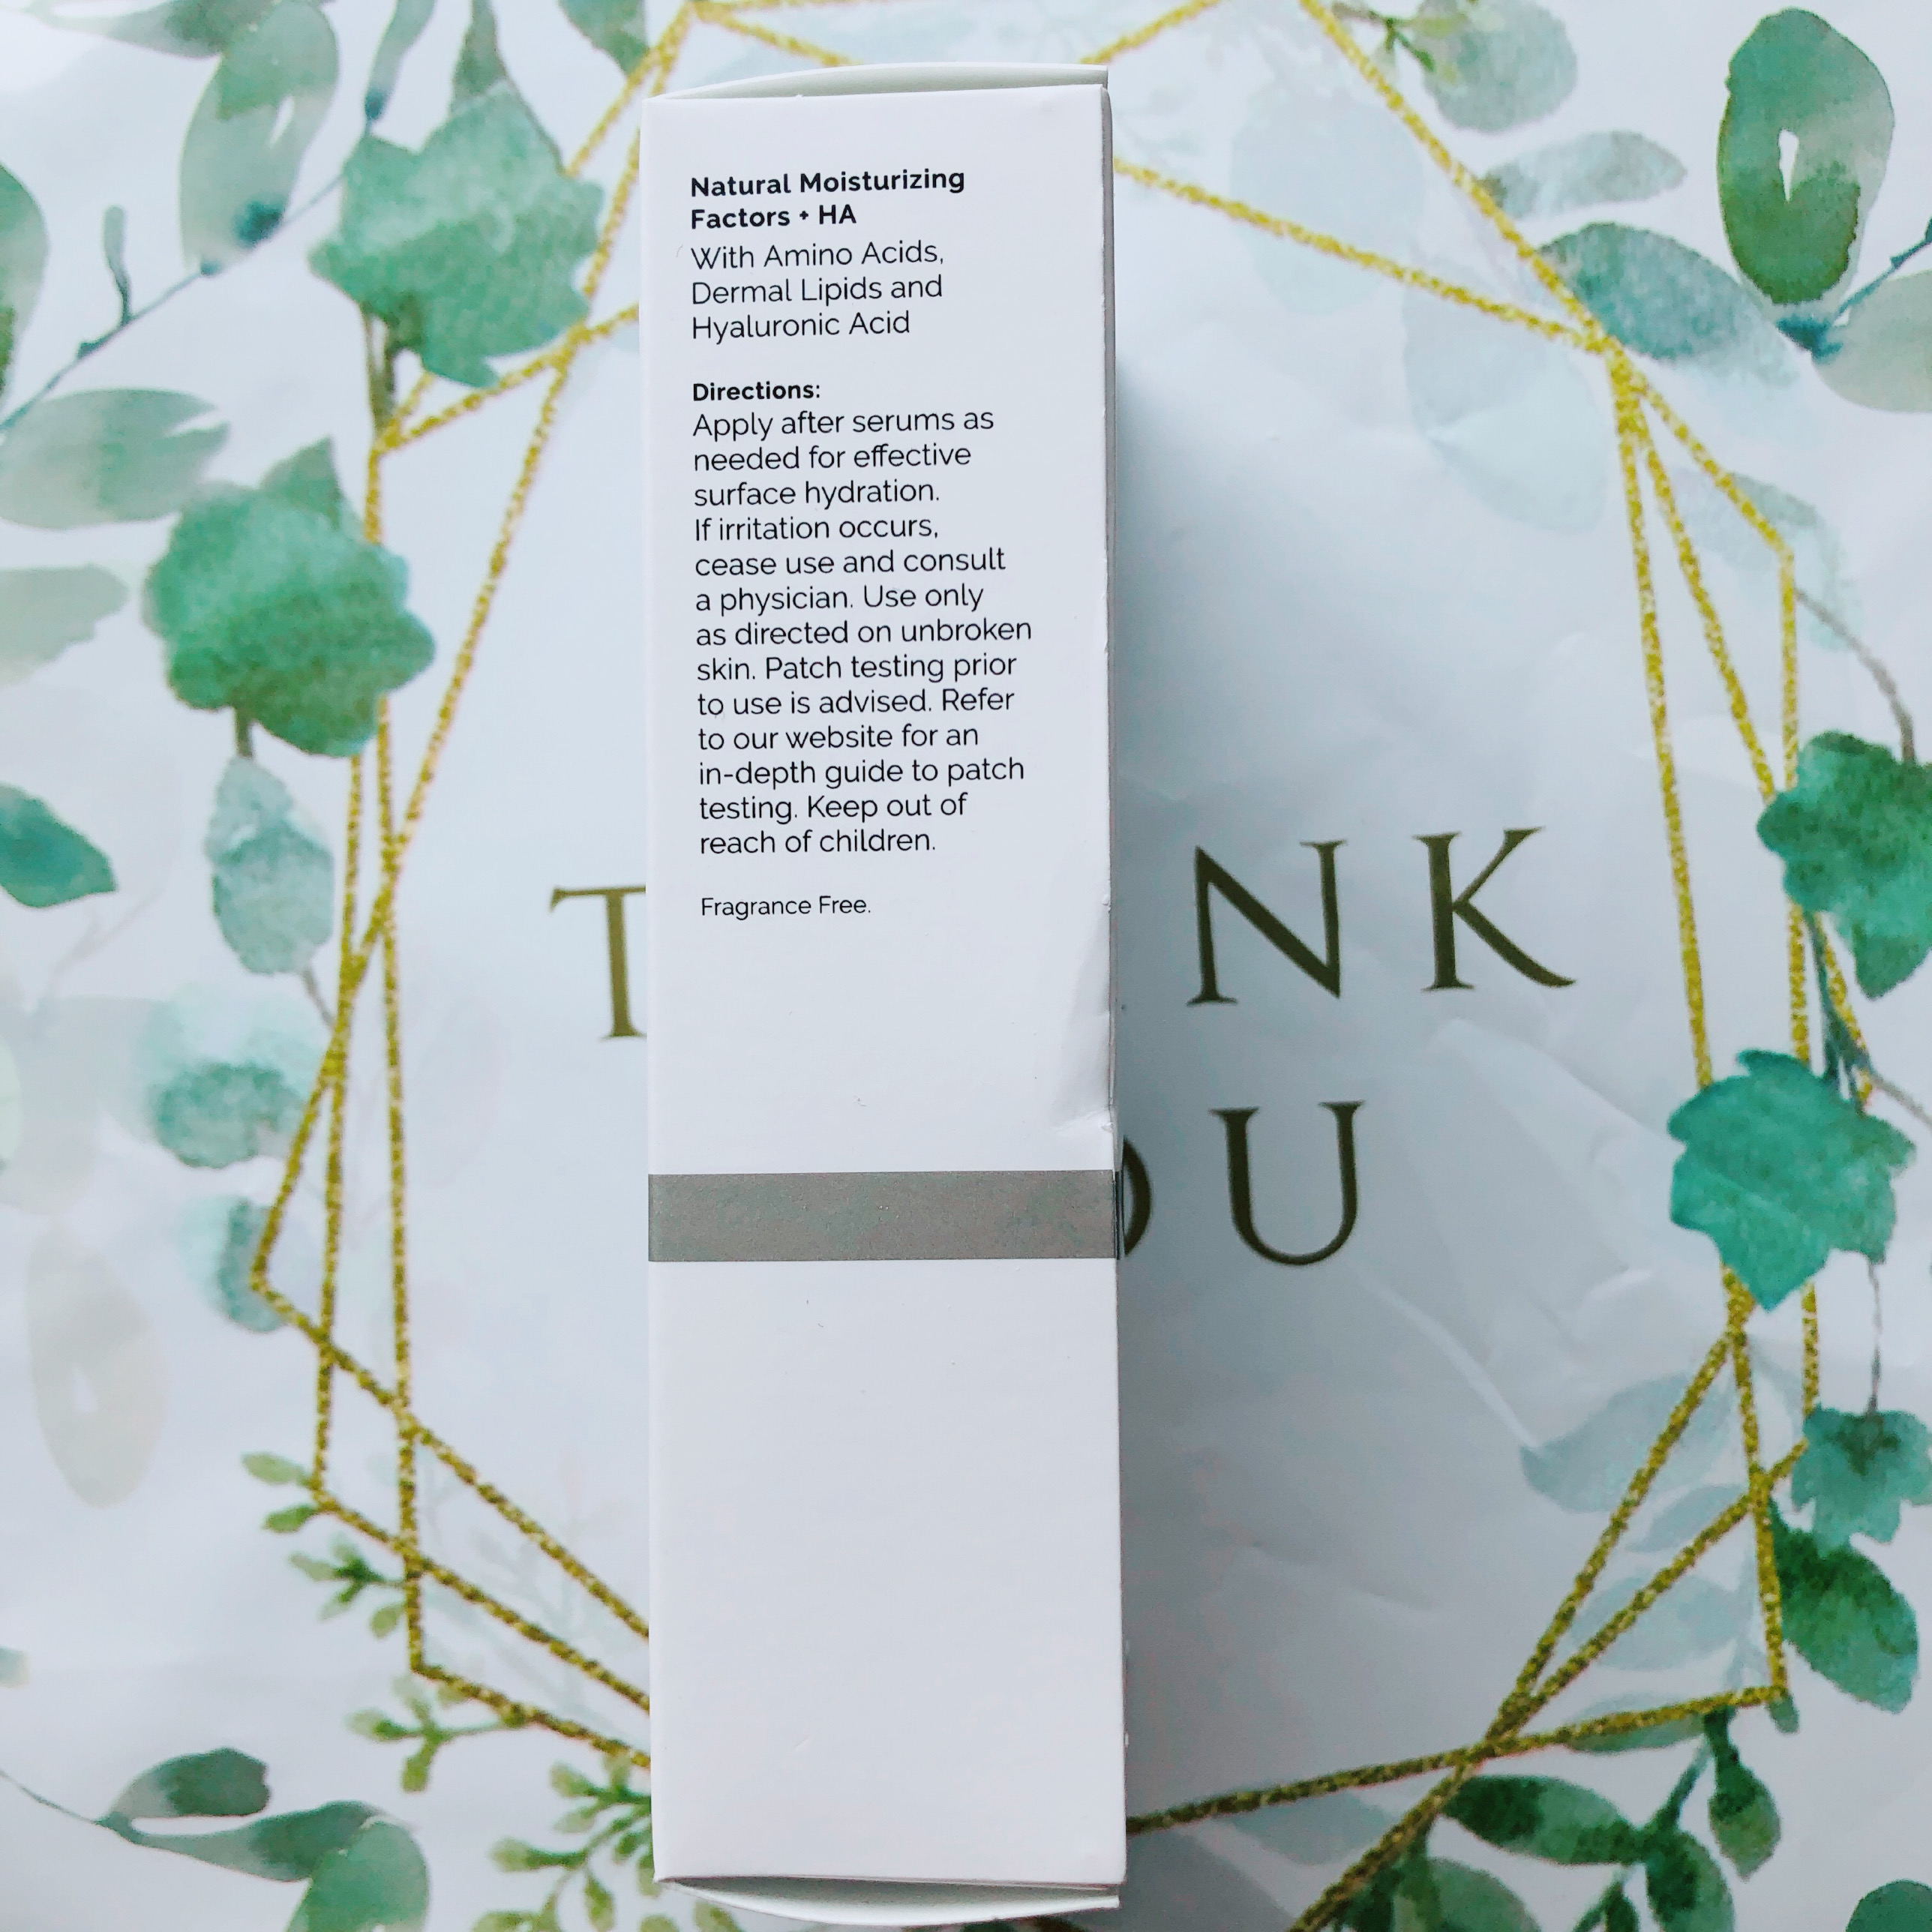 Natural Moisturizing
Factors + HA
With Amino Acids,
Dermal Lipids and
Hyaluronic Acid
Directions:
Apply after serums as
needed for effective
surface hydration.
If irritation occurs,
cease use and consult
a physician. Use only
as directed on unbroken
skin. Patch testing prior
to use is advised. Refer
to our website for an
in-depth guide to patch
testing. Keep out of
reach of children.
Fragrance Free.
T NK
OU